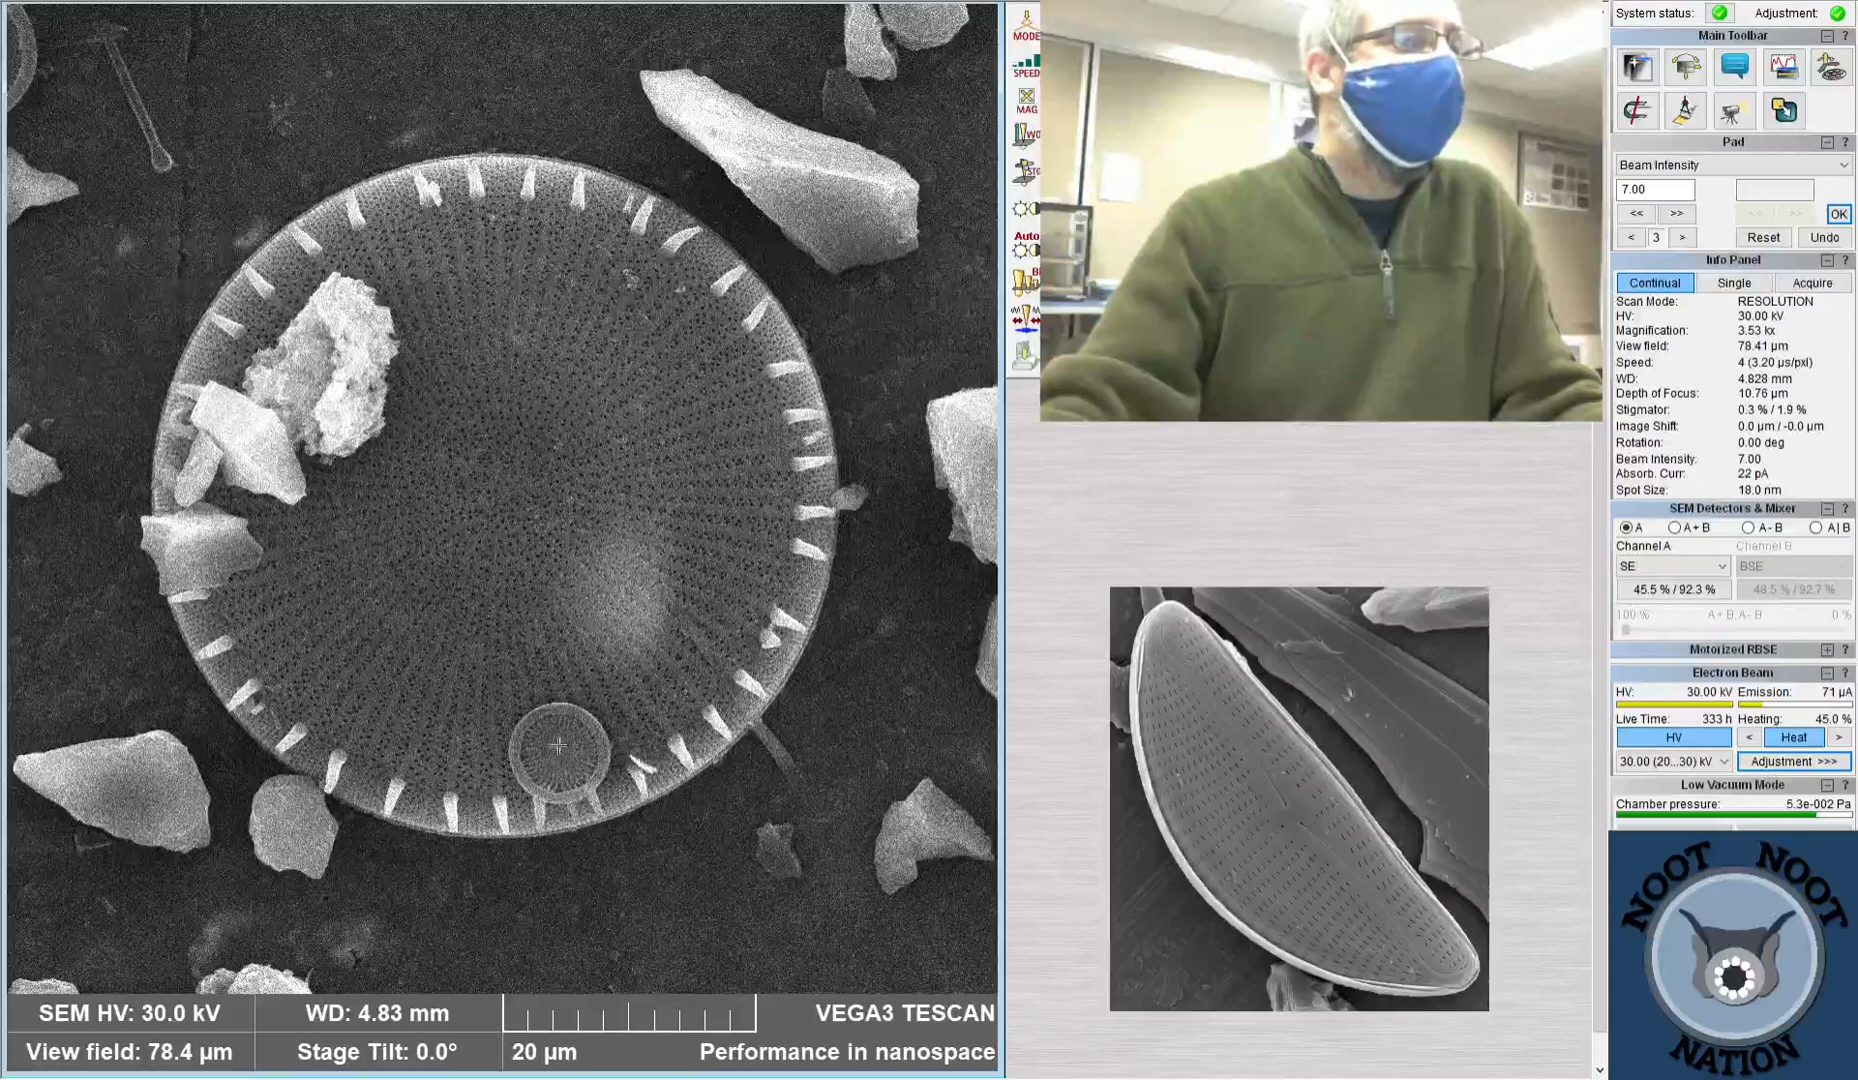 System status: Adjustment:
Main Toolbar
Pad
Beam Intensity
7.00
<< >> << >> OK
< 3 > Reset Undo
Info Panel
Continual Single Acquire
Scan Mode: RESOLUTION
HV: 30.00 kV
Magnification: 3.53 kx
View field: 78.41 µm
Speed: 4 (3.20 µs/pxl)
WD: 4.828 mm
Depth of Focus: 10.76 µm
Stigmator: 0.3 % / 1.9 %
Image Shift: 0.0 µm / -0.0 µm
Rotation: 0.00 deg
Beam Intensity: 7.00
Absorb. Curr: 22 pA
Spot Size: 18.0 nm
SEM Detectors & Mixer
A A + B A - B A | B
Channel A Channel B
SE BSE
45.5 % / 92.3 % 48.5 % / 92.7 %
100 % A + B, A - B 0 %
Motorized RBSE
Electron Beam
HV: 30.00 kV Emission: 71 µA
Live Time: 333 h Heating: 45.0 %
HV < Heat >
30.00 (20...30) kV Adjustment >>>
Low Vacuum Mode
Chamber pressure: 5.3e-002 Pa
MODE
SPEED
MAG
WD
Auto
NOOT NOOT
NATION
SEM HV: 30.0 kV WD: 4.83 mm VEGA3 TESCAN
View field: 78.4 µm Stage Tilt: 0.0° 20 µm Performance in nanospace